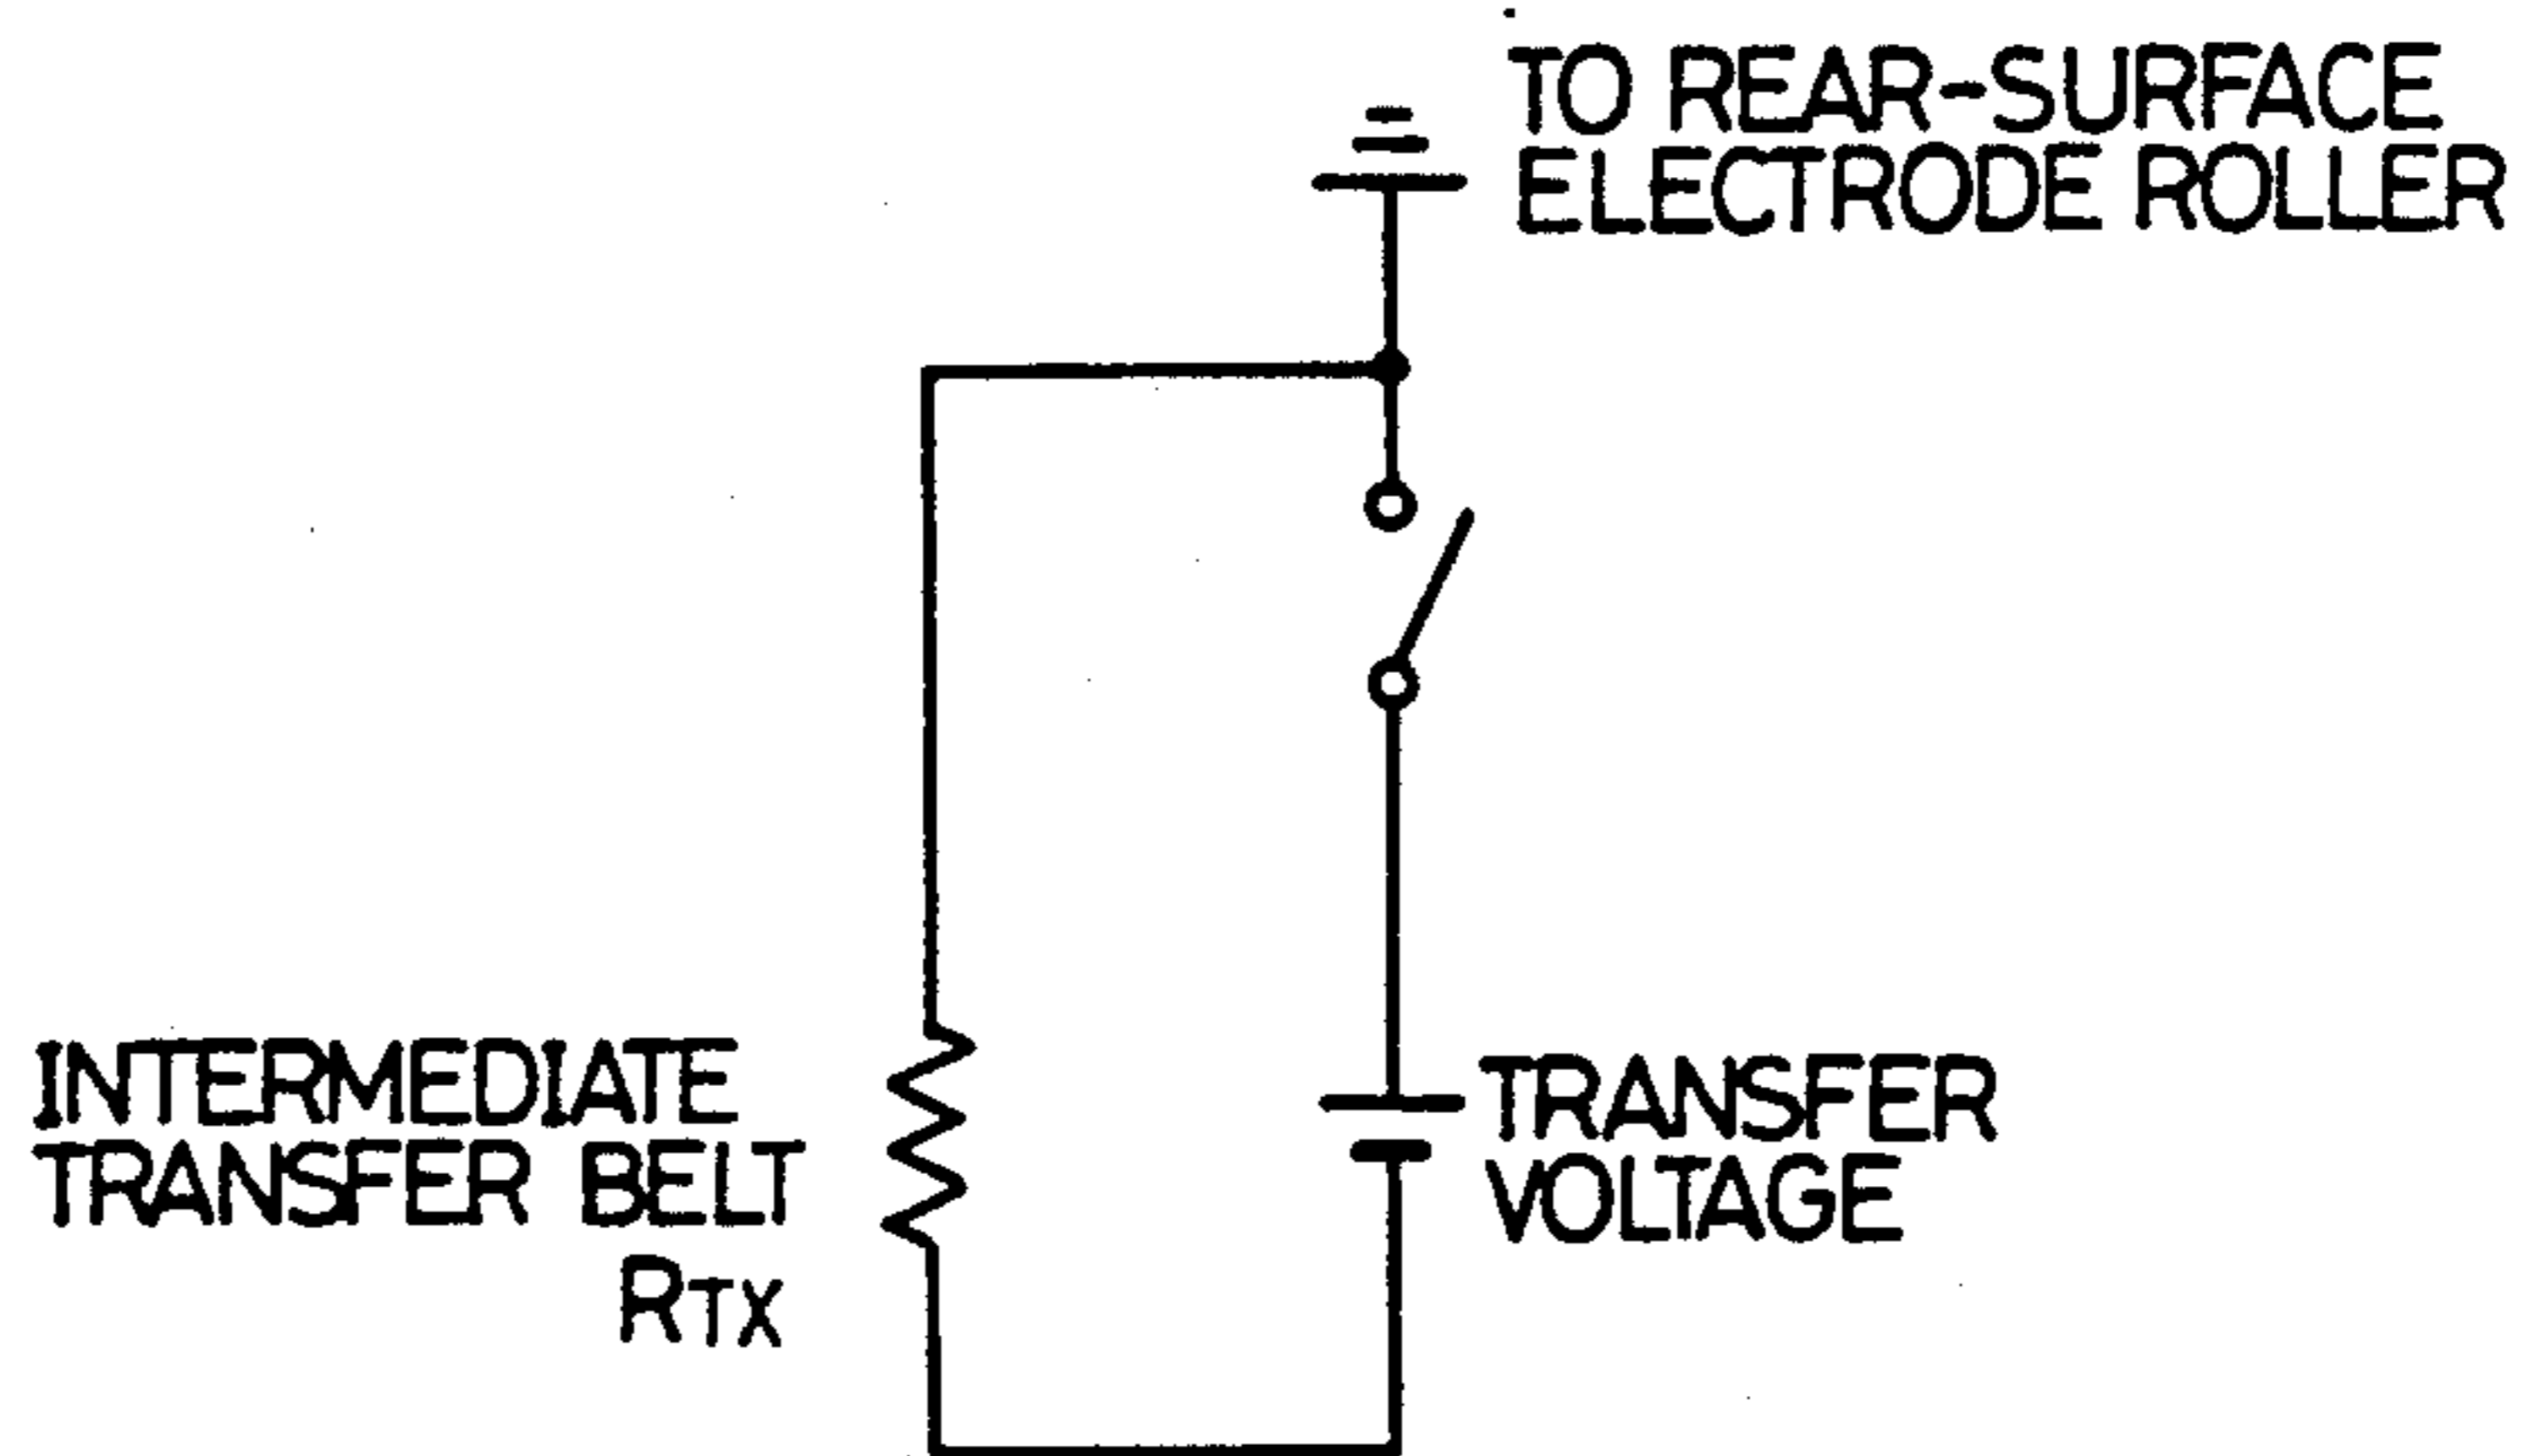 TO REAR-SURFACE
ELECTRODE ROLLER
INTERMEDIATE
TRANSFER BELT
RTX
TRANSFER
VOLTAGE